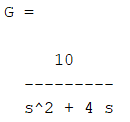 G =
10
---------
s^2 + 4 s